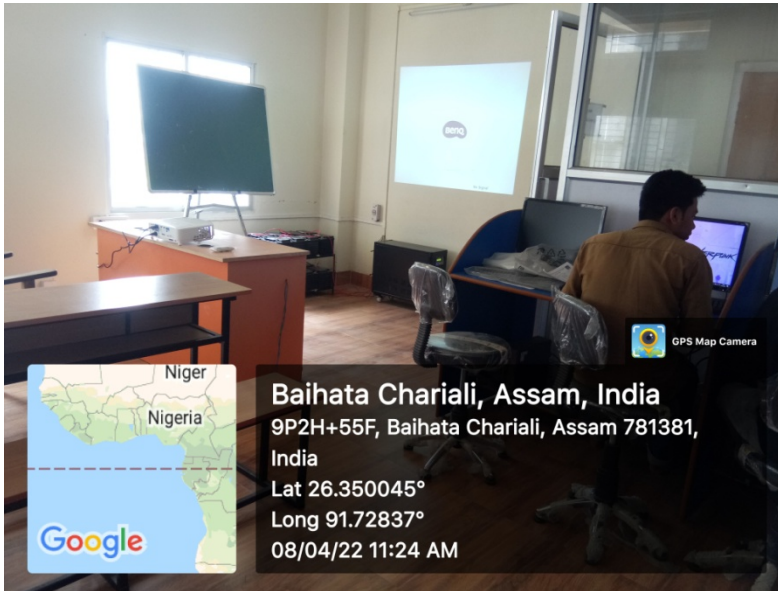 BenQ
GPS Map Camera
Niger
Nigeria
Google
Baihata Chariali, Assam, India
9P2H+55F, Baihata Chariali, Assam 781381,
India
Lat 26.350045°
Long 91.72837°
08/04/22 11:24 AM